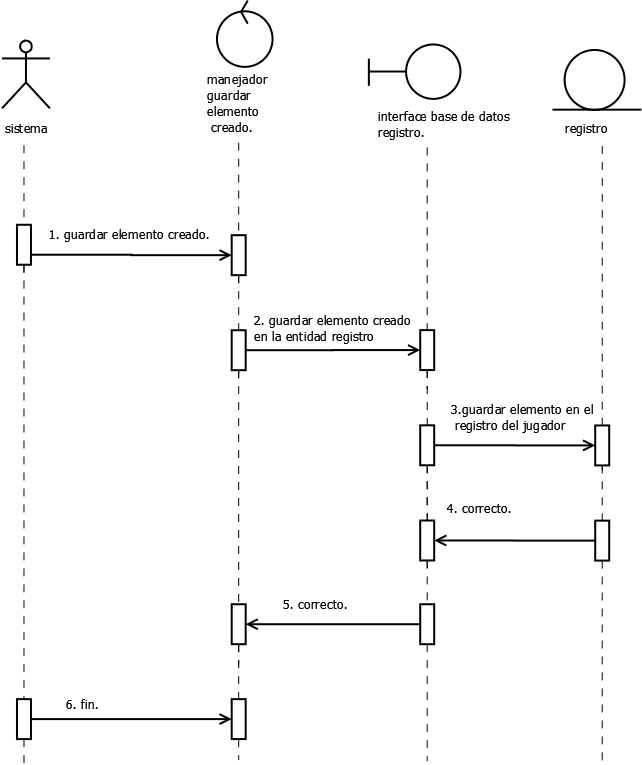 sistema
manejador
guardar
elemento
creado.
interface base de datos
registro.
registro
1. guardar elemento creado.
2. guardar elemento creado
en la entidad registro
3.guardar elemento en el
registro del jugador
4. correcto.
5. correcto.
6. fin.